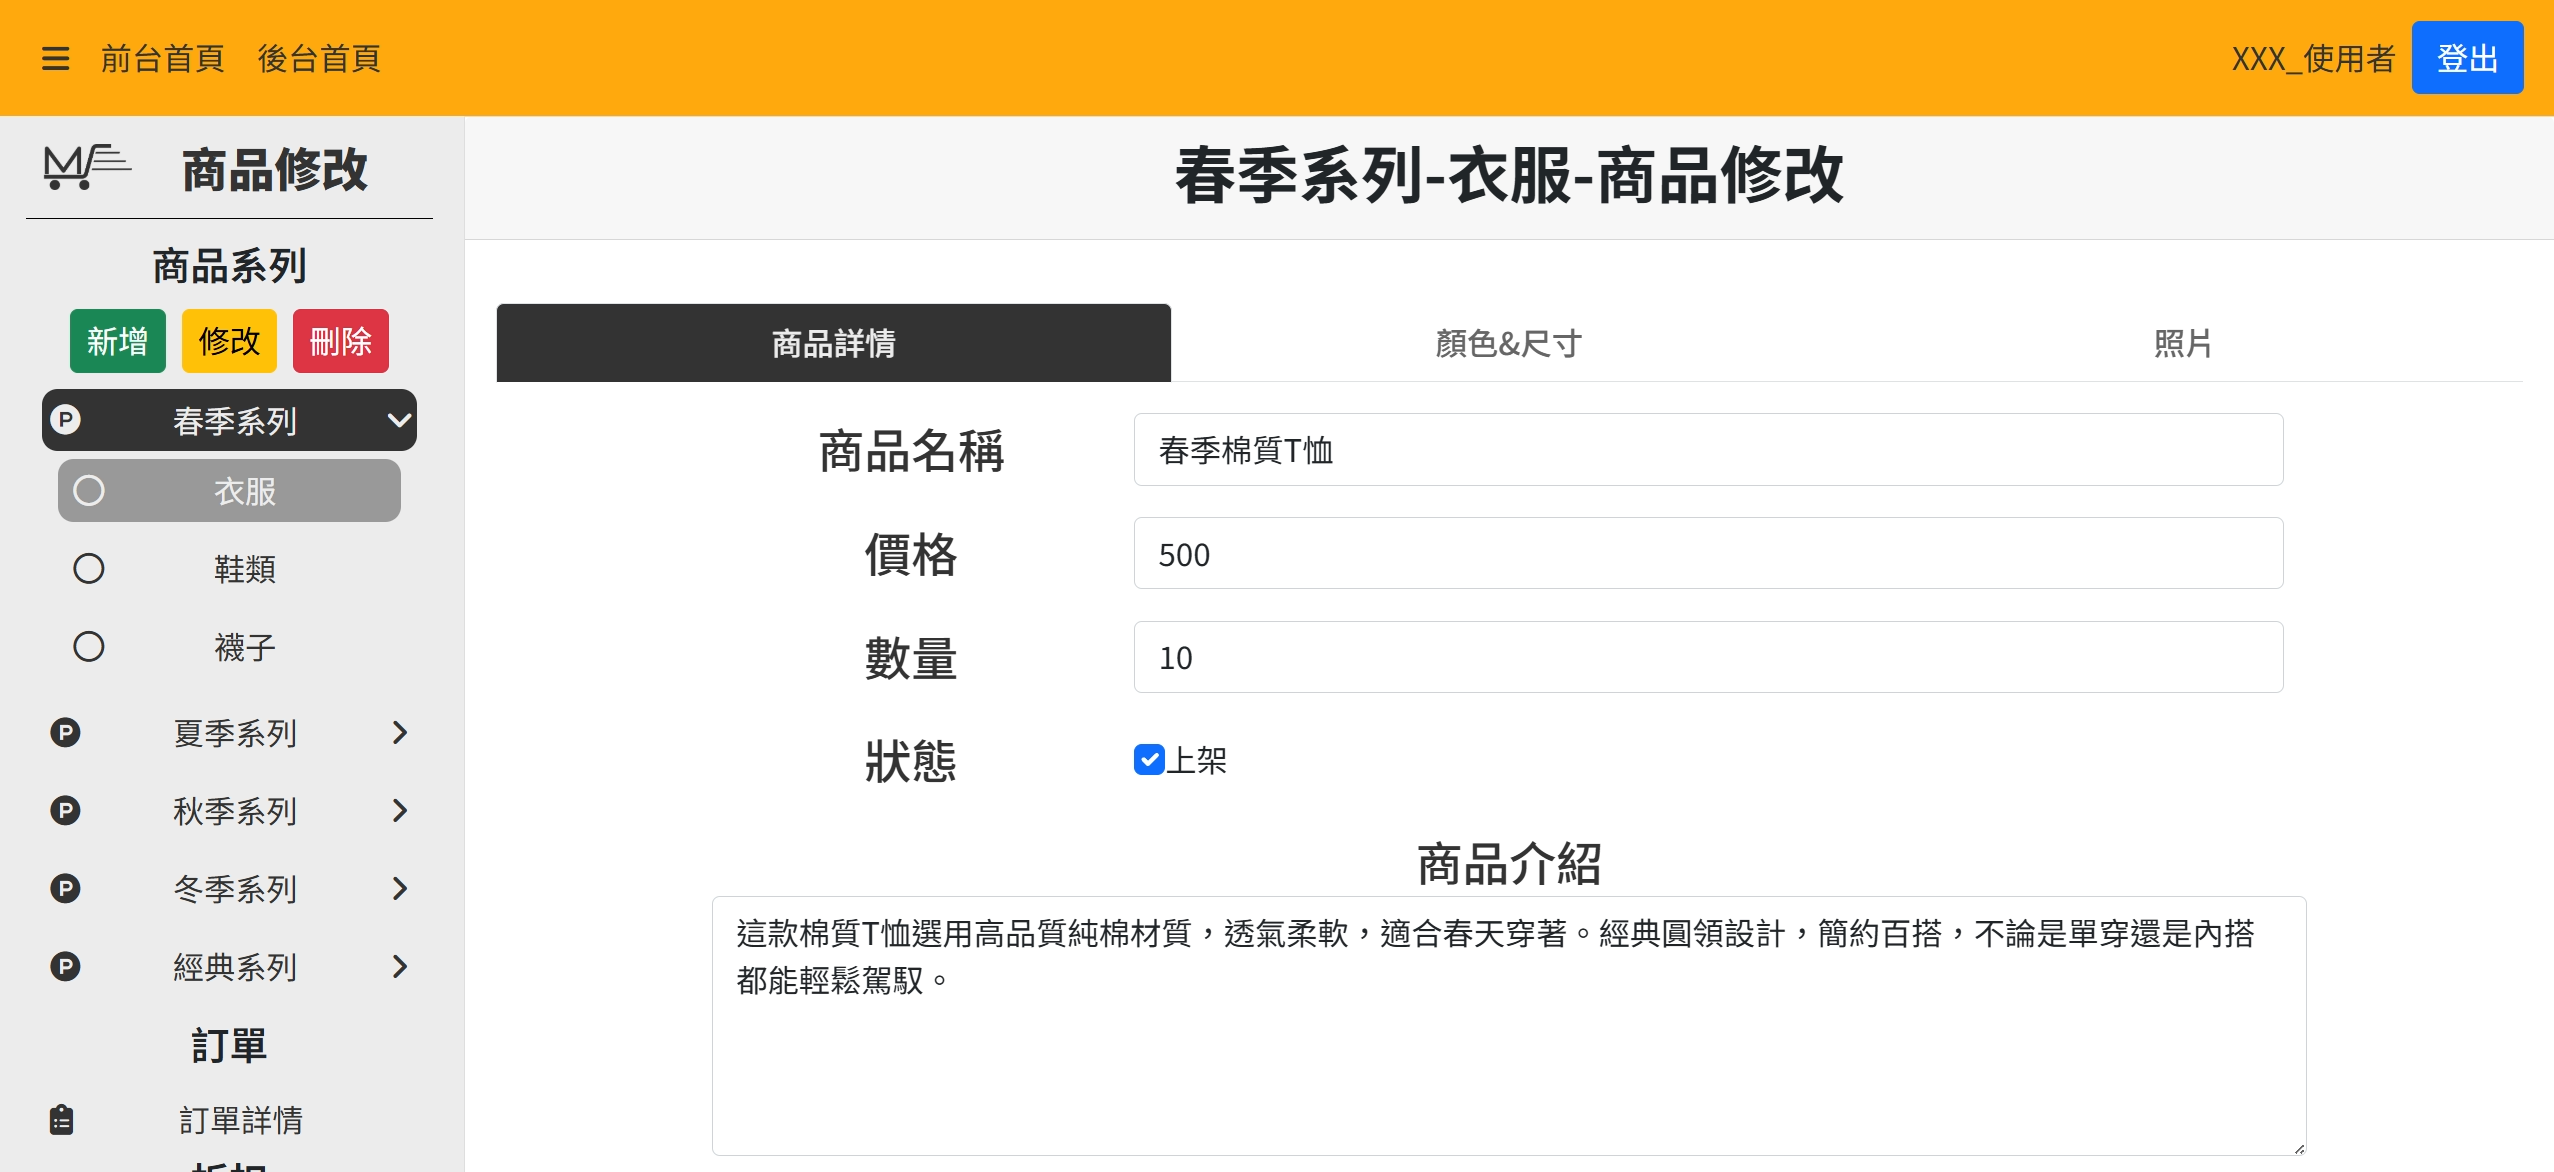 前台首頁
後台首頁
XXX_使用者
登出
商品修改
商品系列
新增
修改
刪除
春季系列
衣服
鞋類
襪子
夏季系列
秋季系列
冬季系列
經典系列
訂單
訂單詳情
春季系列-衣服-商品修改
商品詳情
顏色&尺寸
照片
商品名稱
春季棉質T恤
價格
500
數量
10
狀態
上架
商品介紹
這款棉質T恤選用高品質純棉材質，透氣柔軟，適合春天穿著。經典圓領設計，簡約百搭，不論是單穿還是內搭
都能輕鬆駕馭。